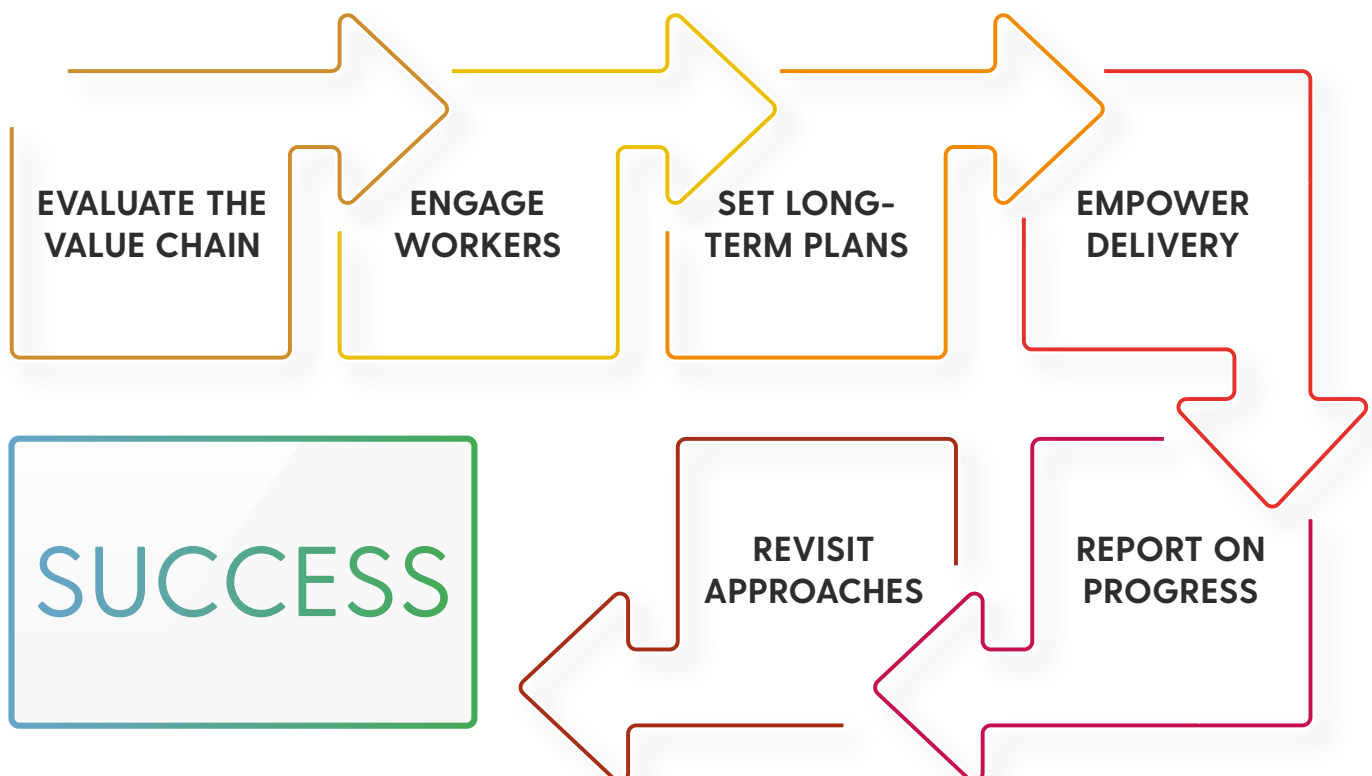 EVALUATE THE
VALUE CHAIN
ENGAGE
WORKERS
SET LONG-
TERM PLANS
EMPOWER
DELIVERY
REPORT ON
PROGRESS
REVISIT
APPROACHES
SUCCESS